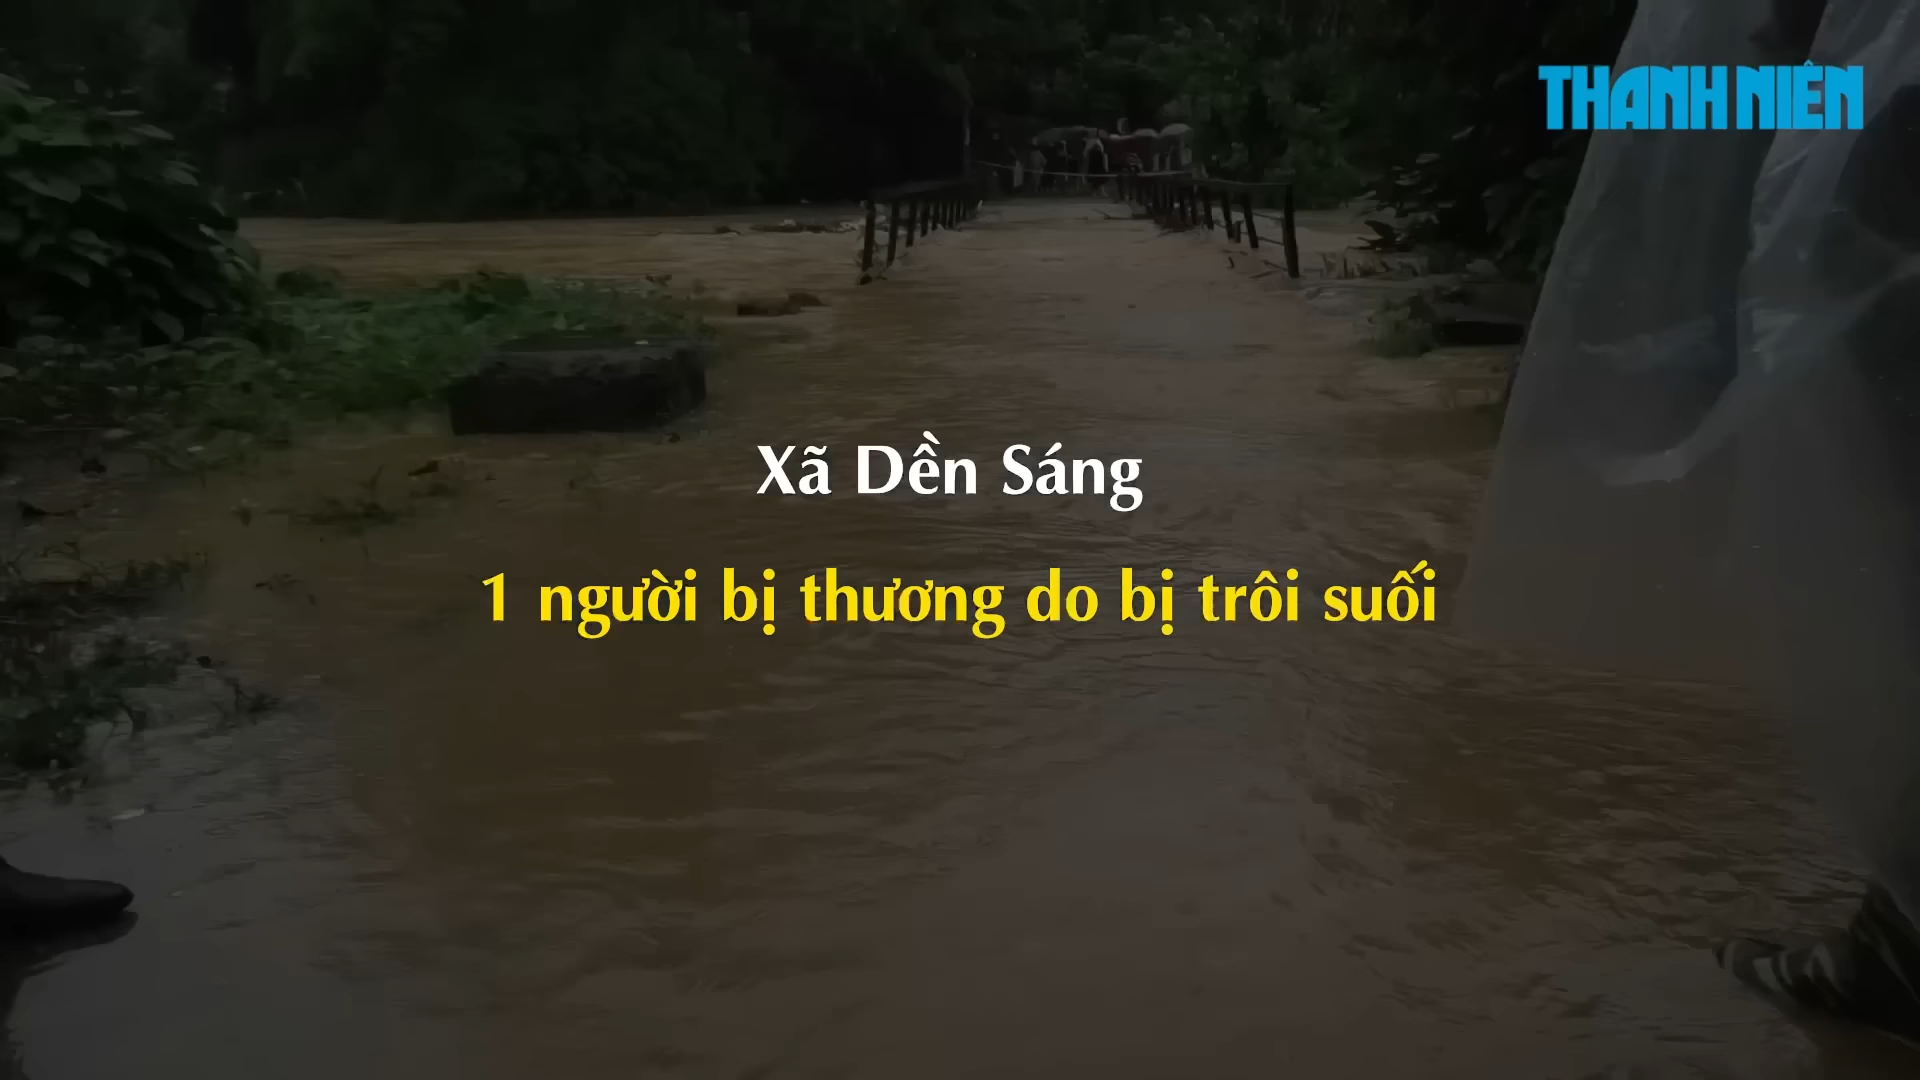 THANH NIÊN
Xã Dền Sáng
1 người bị thương do bị trôi suối